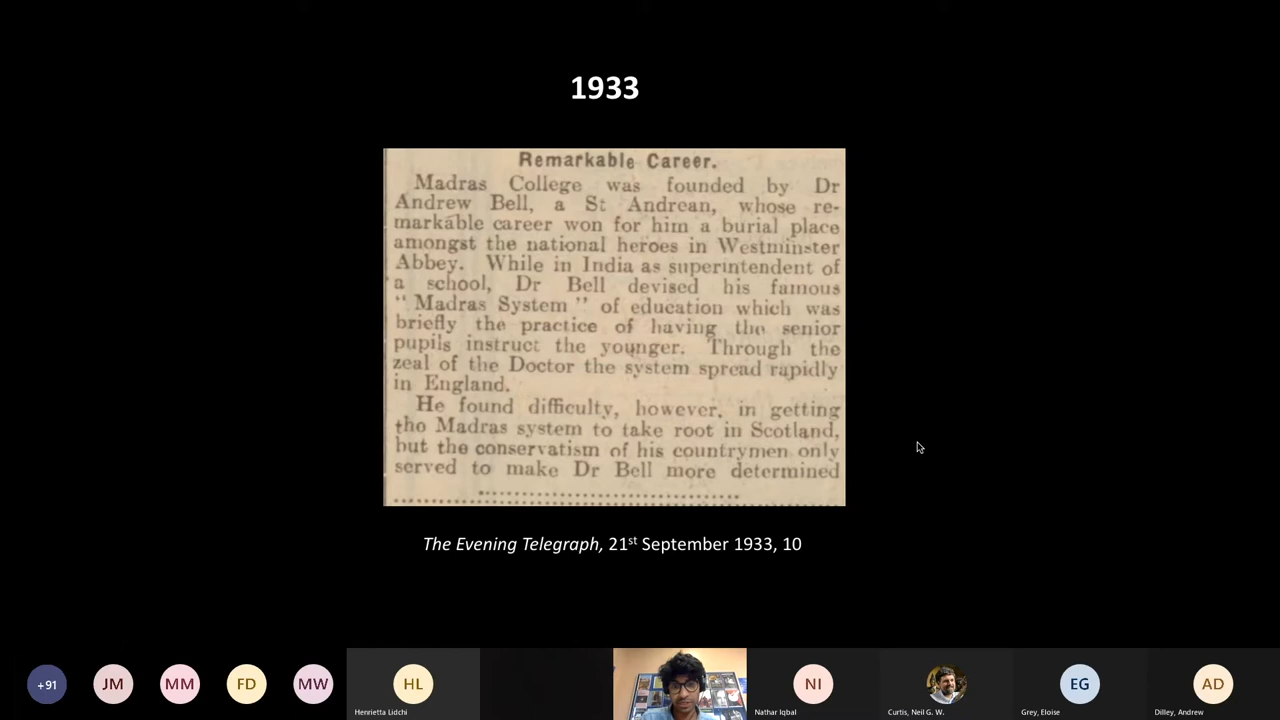 1933
Remarkable Career.
Madras College was founded by Dr
Andrew Bell, a St Andrean, whose re-
markable career won for him a burial place
amongst the national heroes in Westminster
Abbey. While in India as superintendent of
a school, Dr Bell devised his famous
"Madras System" of education which was
briefly the practice of having the senior
pupils instruct the younger. Through the
zeal of the Doctor the system spread rapidly
in England.
He found difficulty, however, in getting
the Madras system to take root in Scotland,
but the conservatism of his countrymen only
served to make Dr Bell more determined
The Evening Telegraph, 21st September 1933, 10
+91
JM
MM
FD
MW
HL
NI
EG
AD
Henrietta Lidchi
Nathar Iqbal
Curtis, Neil G. W.
Grey, Eloise
Dilley, Andrew